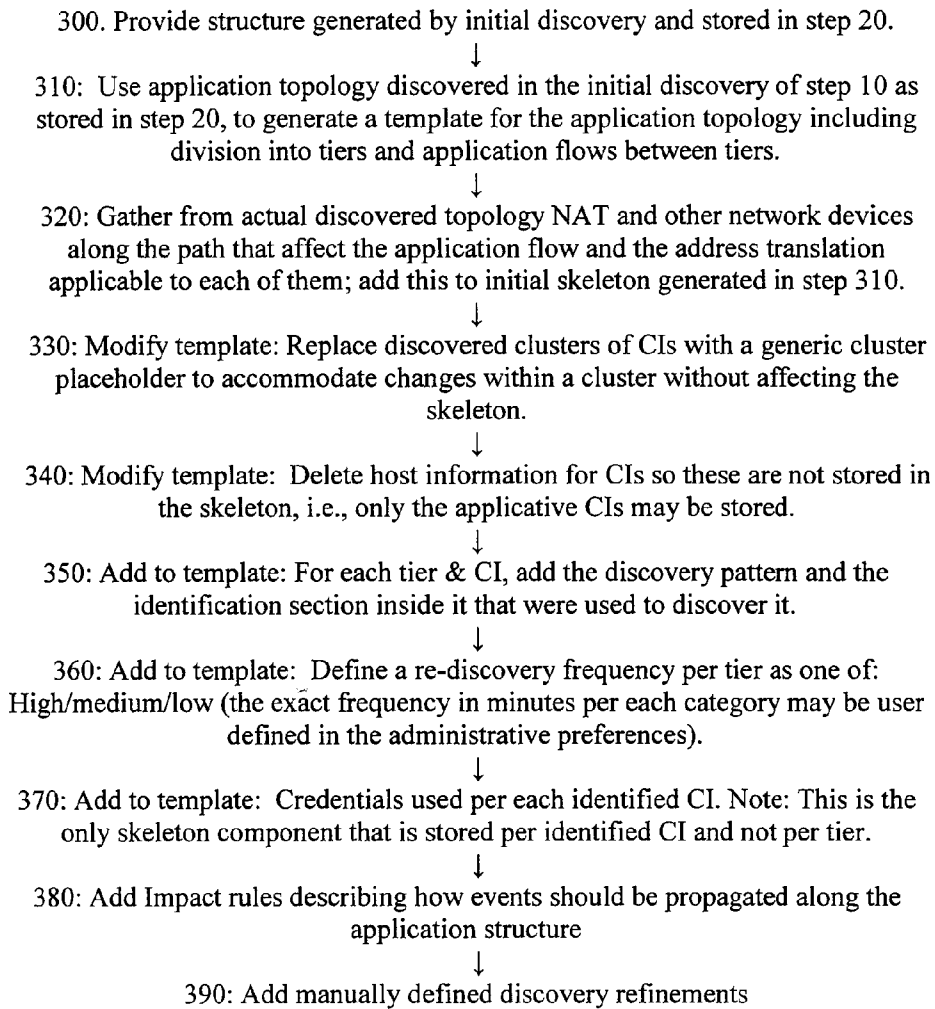 300. Provide structure generated by initial discovery and stored in step 20.
↓
310: Use application topology discovered in the initial discovery of step 10 as
stored in step 20, to generate a template for the application topology including
division into tiers and application flows between tiers.
↓
320: Gather from actual discovered topology NAT and other network devices
along the path that affect the application flow and the address translation
applicable to each of them; add this to initial skeleton generated in step 310.
↓
330: Modify template: Replace discovered clusters of CIs with a generic cluster
placeholder to accommodate changes within a cluster without affecting the
skeleton.
↓
340: Modify template: Delete host information for CIs so these are not stored in
the skeleton, i.e., only the applicative CIs may be stored.
↓
350: Add to template: For each tier & CI, add the discovery pattern and the
identification section inside it that were used to discover it.
↓
360: Add to template: Define a re-discovery frequency per tier as one of:
High/medium/low (the exact frequency in minutes per each category may be user
defined in the administrative preferences).
↓
370: Add to template: Credentials used per each identified CI. Note: This is the
only skeleton component that is stored per identified CI and not per tier.
↓
380: Add Impact rules describing how events should be propagated along the
application structure
↓
390: Add manually defined discovery refinements